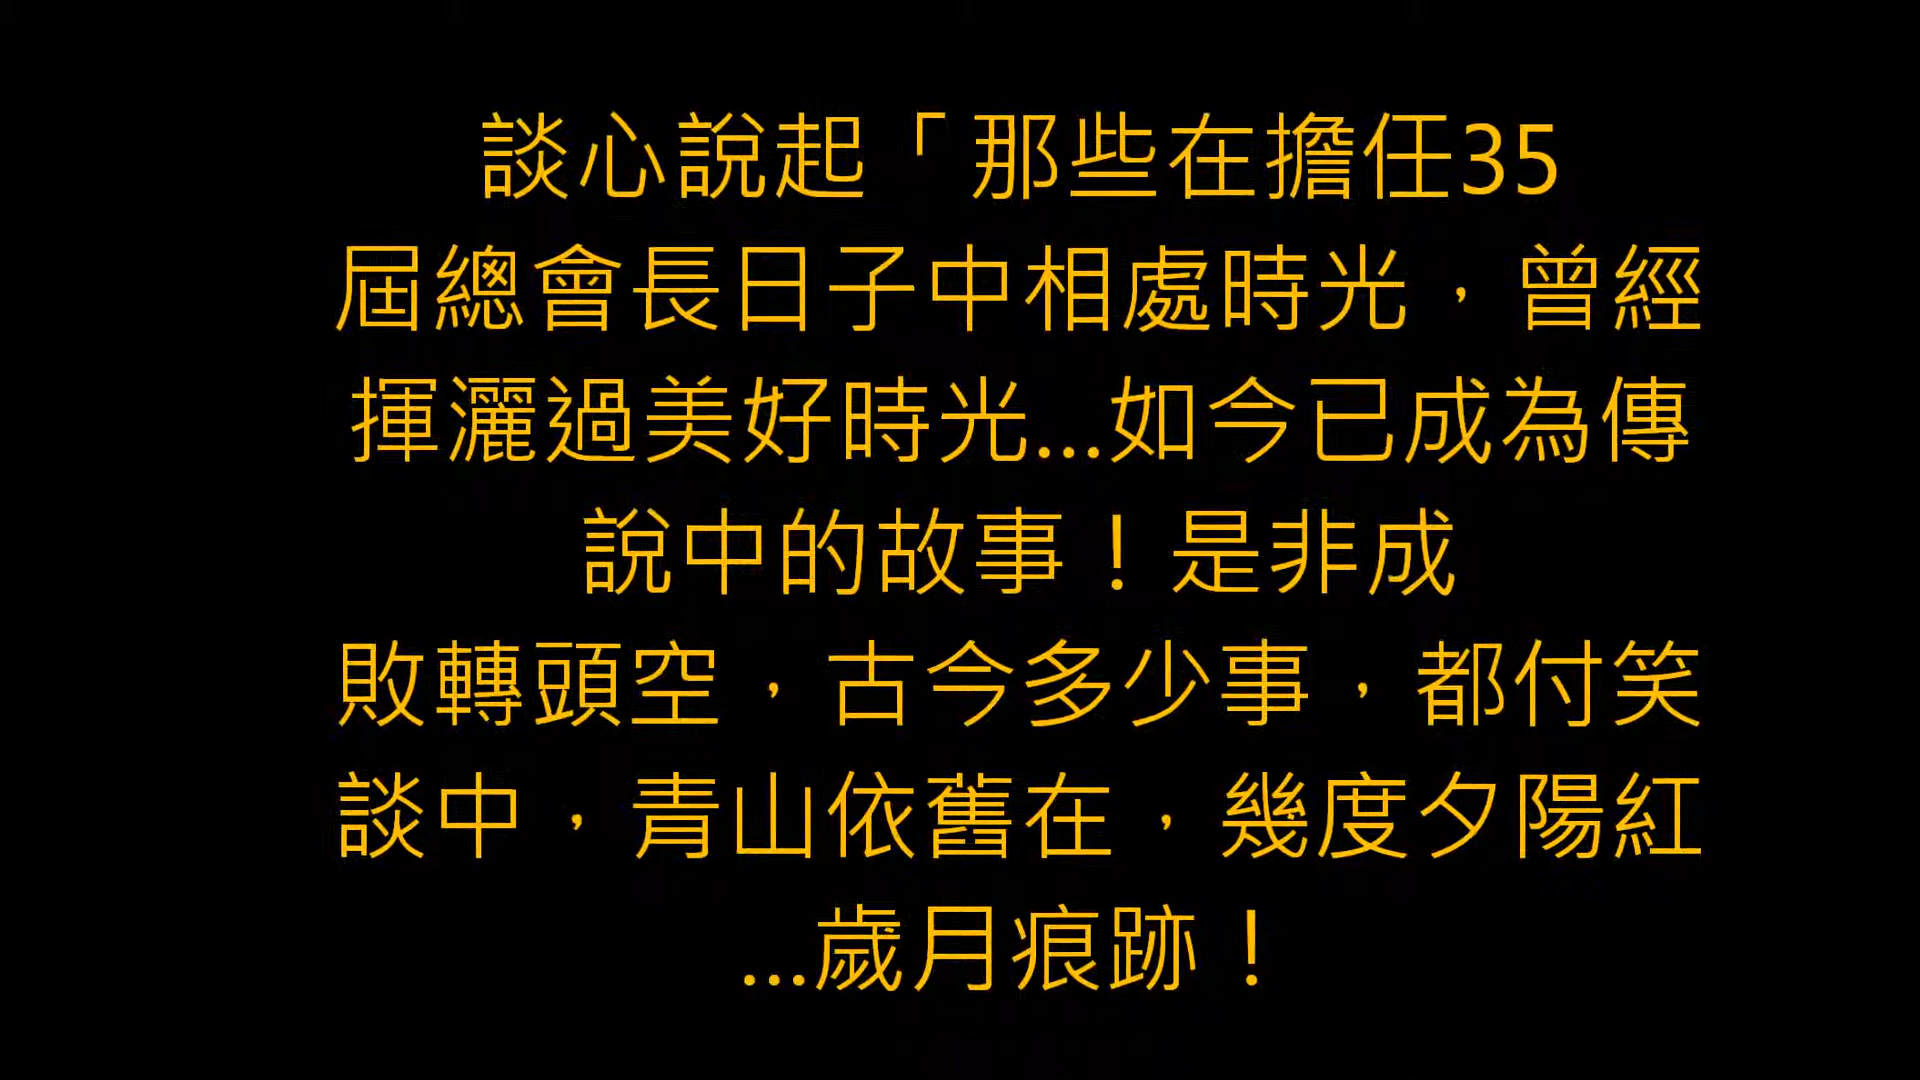 談心說起「那些在擔任35
屆總會長日子中相處時光，曾經
揮灑過美好時光...如今已成為傳
說中的故事！是非成
敗轉頭空，古今多少事，都付笑
談中，青山依舊在，幾度夕陽紅
...歲月痕跡！